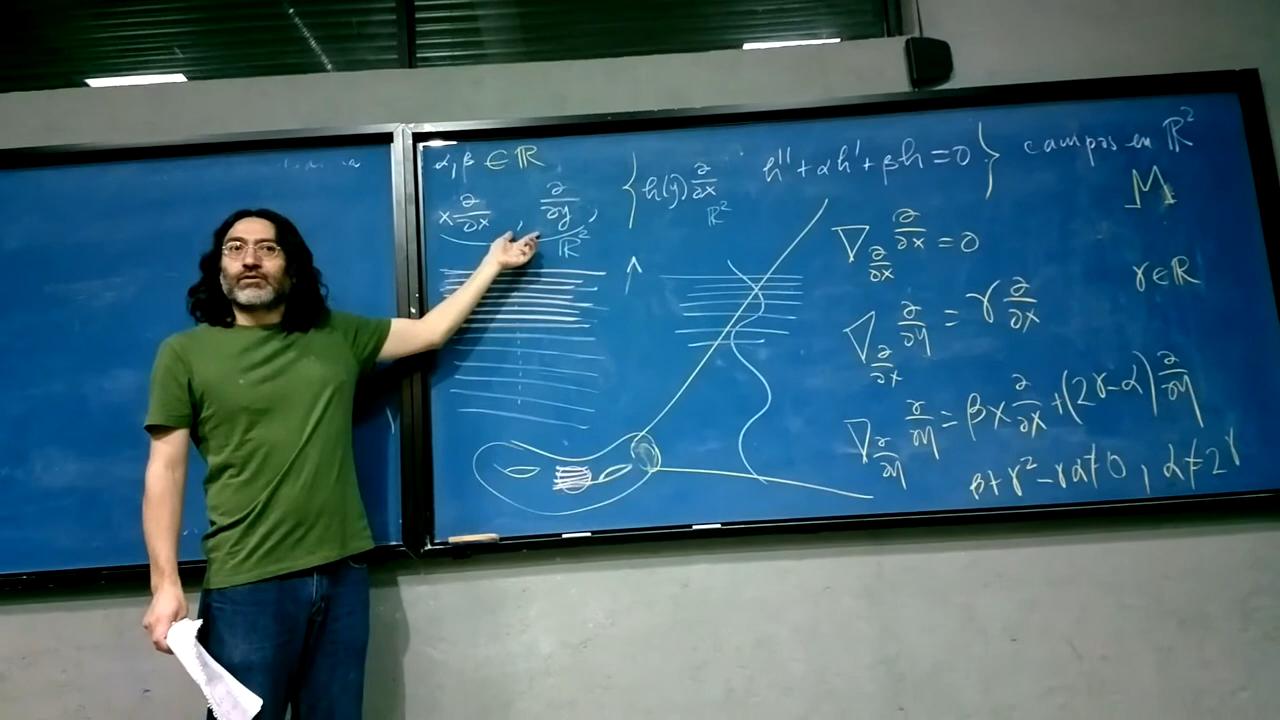 α, β ∈ ℝ
x ∂/∂x , ∂/∂y , { h(y) ∂/∂x h'' + αh' + βh = 0 } campos en ℝ²
ℝ² ℝ²
M
∇_{∂/∂x} ∂/∂x = 0
γ ∈ ℝ
∇_{∂/∂x} ∂/∂y = γ ∂/∂x
∇_{∂/∂y} ∂/∂y = βx ∂/∂x + (2γ-α) ∂/∂y
β + γ² - γα ≠ 0 , α ≠ 2γ